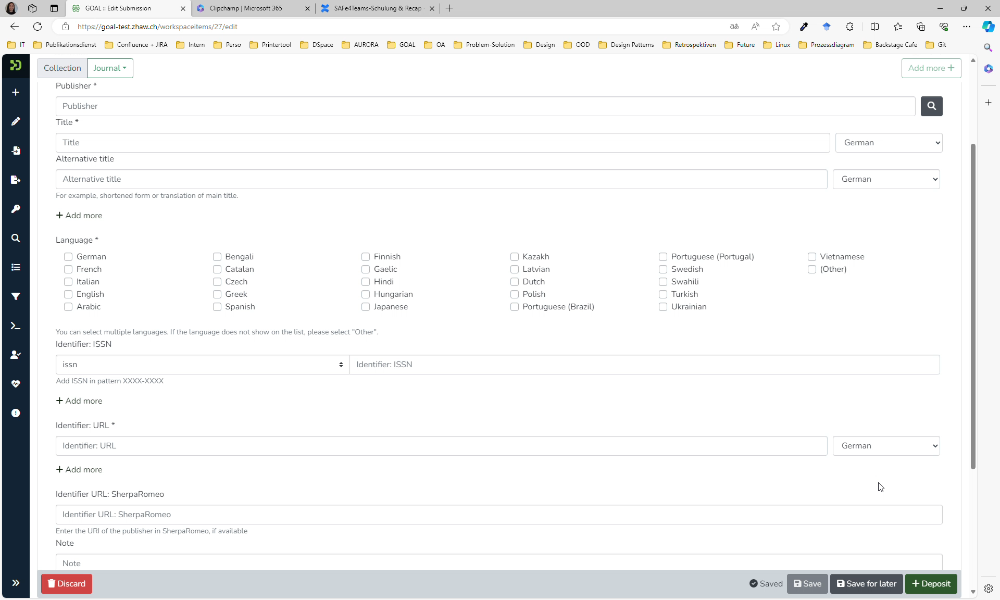 GOAL :: Edit Submission
Clipchamp | Microsoft 365
SAFe4Teams-Schulung & Recap
https://goal-test.zhaw.ch/workspaceitems/27/edit
IT Publikationsdienst Confluence + JIRA Intern Perso Printertool DSpace AURORA GOAL OA Problem-Solution Design OOD Design Patterns Retrospektiven Future Linux Prozessdiagram Backstage Cafe Git
Collection Journal Add more
Publisher *
Publisher
Title *
Title German
Alternative title
Alternative title German
For example, shortened form or translation of main title.
Add more
Language *
German Bengali Finnish Kazakh Portuguese (Portugal) Vietnamese
French Catalan Gaelic Latvian Swedish (Other)
Italian Czech Hindi Dutch Swahili
English Greek Hungarian Polish Turkish
Arabic Spanish Japanese Portuguese (Brazil) Ukrainian
You can select multiple languages. If the language does not show on the list, please select "Other".
Identifier: ISSN
issn Identifier: ISSN
Add ISSN in pattern XXXX-XXXX
Add more
Identifier: URL *
Identifier: URL German
Add more
Identifier URL: SherpaRomeo
Identifier URL: SherpaRomeo
Enter the URI of the publisher in SherpaRomeo, if available
Note
Note
Discard Saved Save Save for later Deposit